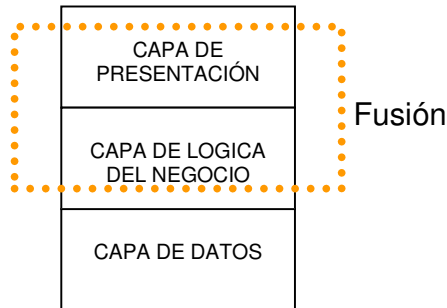 CAPA DE
PRESENTACIÓN
Fusión
CAPA DE LOGICA
DEL NEGOCIO
CAPA DE DATOS